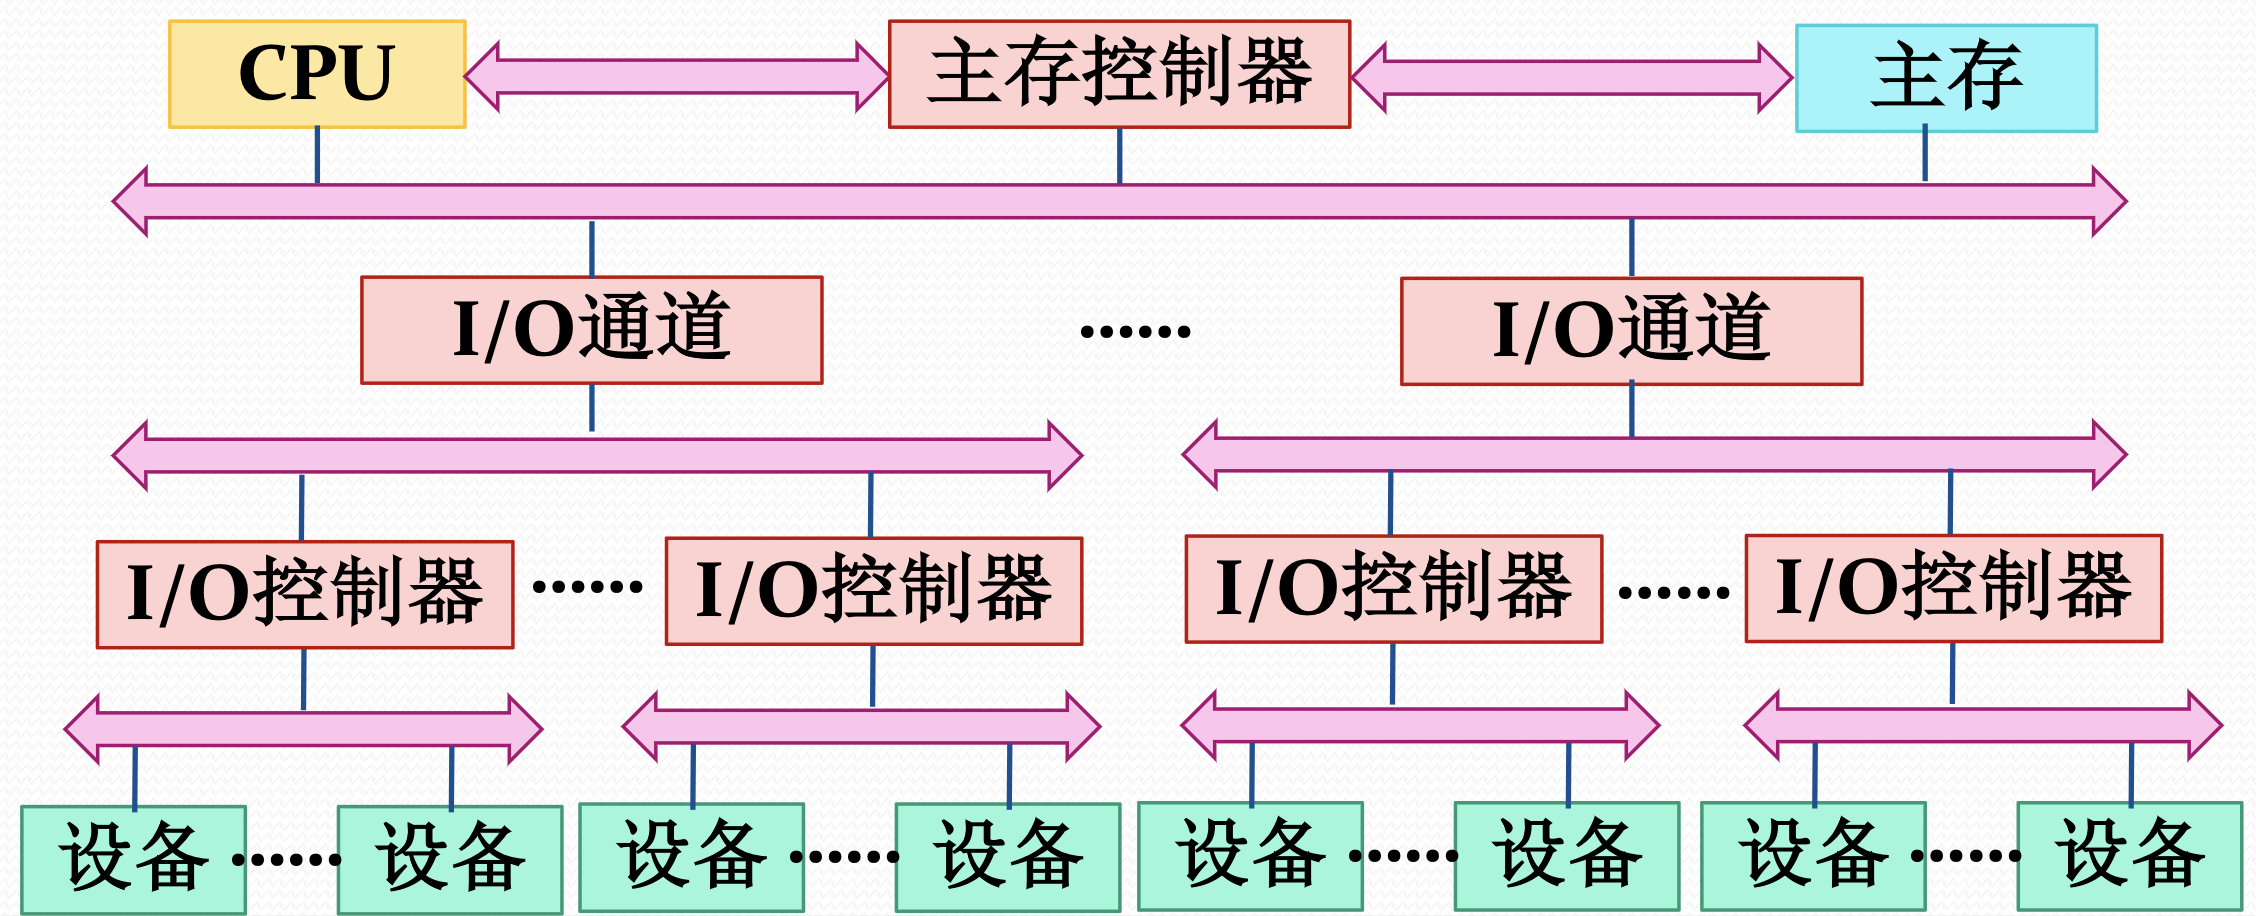 CPU 主存控制器 主存
I/O通道 …… I/O通道
I/O控制器 …… I/O控制器 I/O控制器 …… I/O控制器
设备 …… 设备 设备 …… 设备 设备 …… 设备 设备 …… 设备